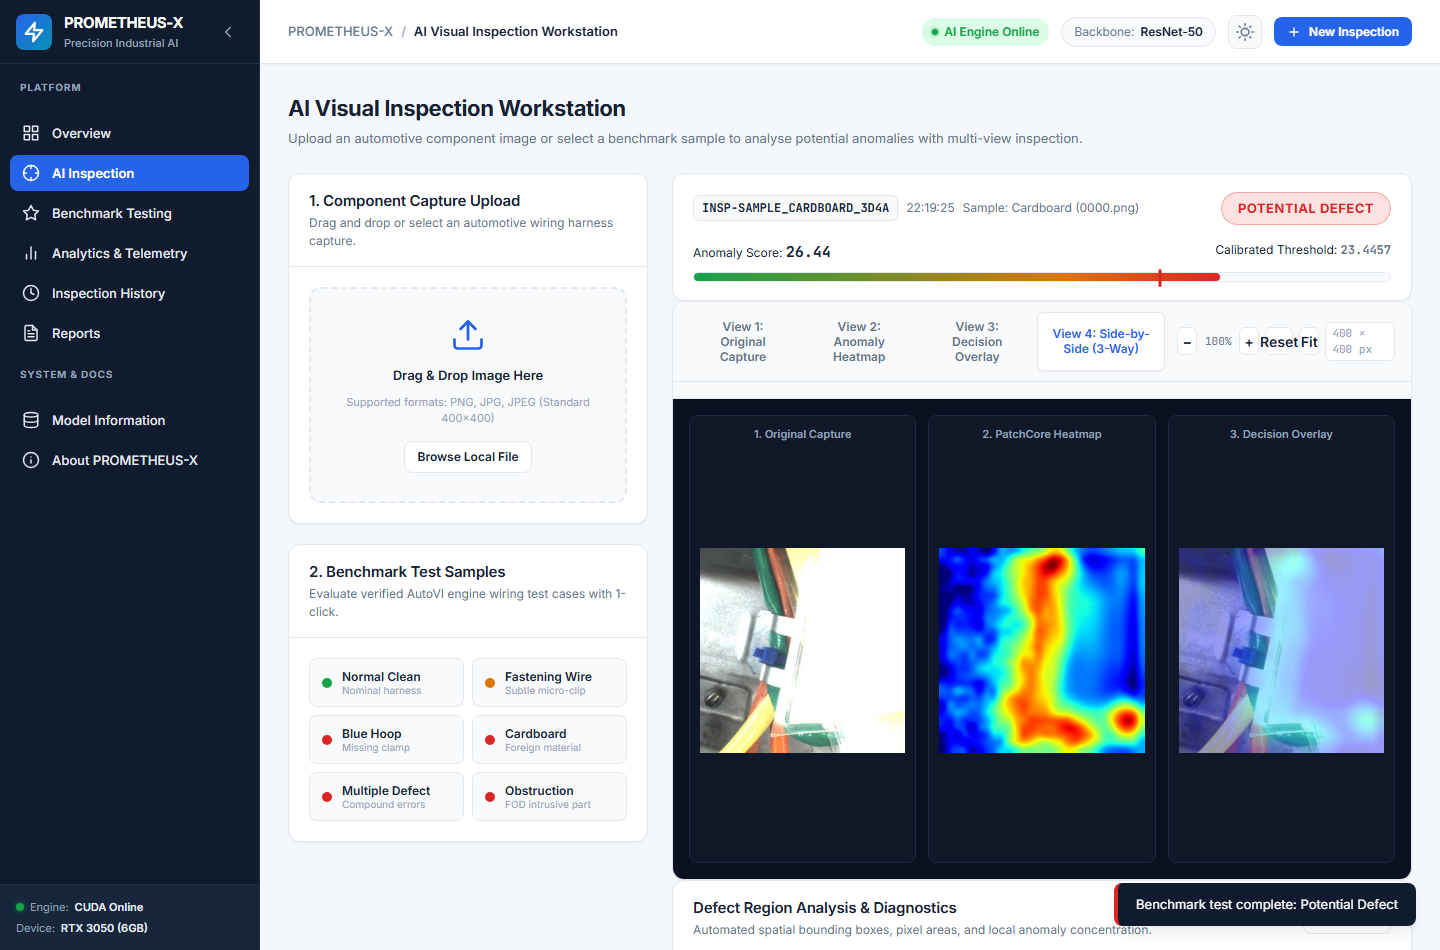 PROMETHEUS-X
Precision Industrial AI
PLATFORM
Overview
AI Inspection
Benchmark Testing
Analytics & Telemetry
Inspection History
Reports
SYSTEM & DOCS
Model Information
About PROMETHEUS-X
Engine: CUDA Online
Device: RTX 3050 (6GB)
PROMETHEUS-X / AI Visual Inspection Workstation
AI Engine Online
Backbone: ResNet-50
New Inspection
AI Visual Inspection Workstation
Upload an automotive component image or select a benchmark sample to analyse potential anomalies with multi-view inspection.
1. Component Capture Upload
Drag and drop or select an automotive wiring harness
capture.
Drag & Drop Image Here
Supported formats: PNG, JPG, JPEG (Standard
400×400)
Browse Local File
2. Benchmark Test Samples
Evaluate verified AutoVI engine wiring test cases with 1-
click.
Normal Clean
Nominal harness
Fastening Wire
Subtle micro-clip
Blue Hoop
Missing clamp
Cardboard
Foreign material
Multiple Defect
Compound errors
Obstruction
FOD intrusive part
INSP-SAMPLE_CARDBOARD_3D4A 22:19:25 Sample: Cardboard (0000.png)
POTENTIAL DEFECT
Anomaly Score: 26.44
Calibrated Threshold: 23.4457
View 1:
Original
Capture
View 2:
Anomaly
Heatmap
View 3:
Decision
Overlay
View 4: Side-by-
Side (3-Way)
− 100% + Reset Fit
400 ×
400 px
1. Original Capture
2. PatchCore Heatmap
3. Decision Overlay
Defect Region Analysis & Diagnostics
Automated spatial bounding boxes, pixel areas, and local anomaly concentration.
Benchmark test complete: Potential Defect